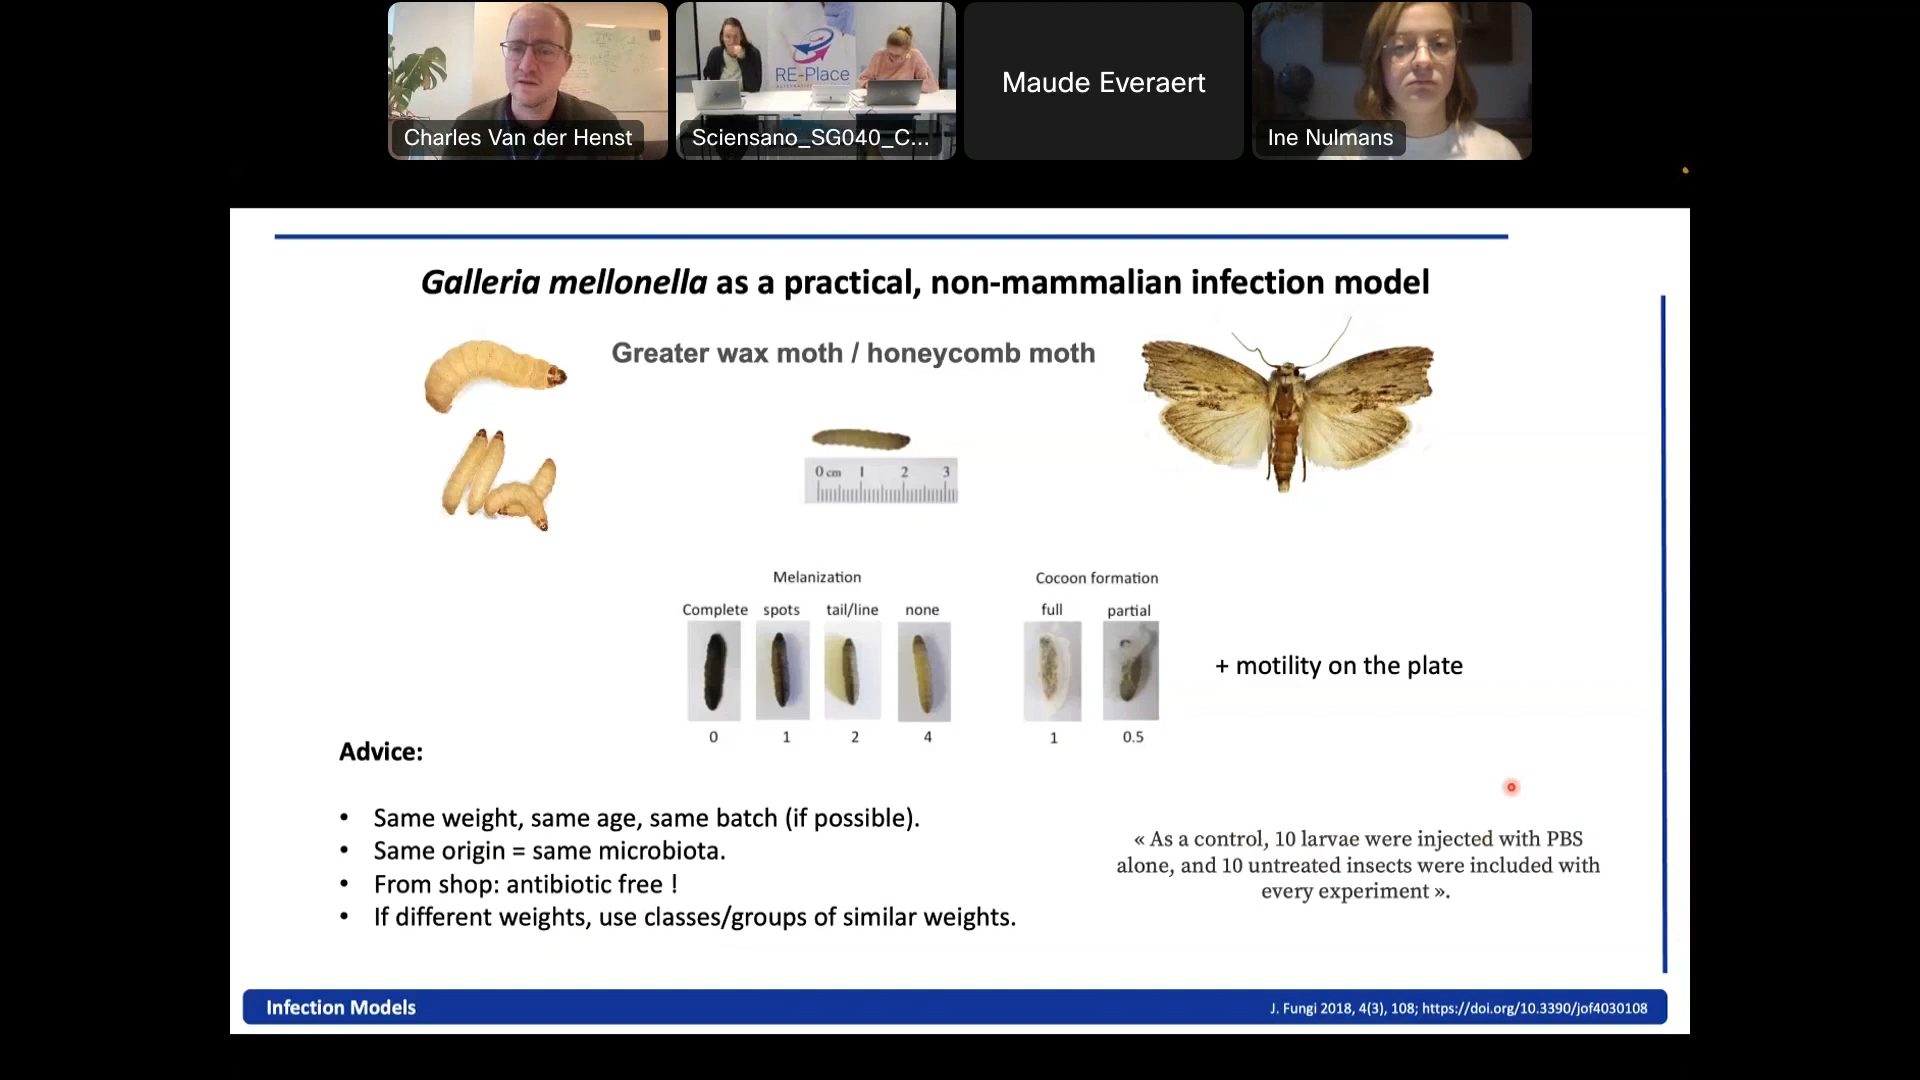 Charles Van der Henst
RE-Place
Sciensano_SG040_C...
Maude Everaert
Ine Nulmans
Galleria mellonella as a practical, non-mammalian infection model
Greater wax moth / honeycomb moth
0 cm 1 2 3
Melanization
Cocoon formation
Complete spots tail/line none
full partial
+ motility on the plate
0 1 2 4
1 0.5
Advice:
• Same weight, same age, same batch (if possible).
• Same origin = same microbiota.
• From shop: antibiotic free !
• If different weights, use classes/groups of similar weights.
« As a control, 10 larvae were injected with PBS
alone, and 10 untreated insects were included with
every experiment ».
Infection Models
J. Fungi 2018, 4(3), 108; https://doi.org/10.3390/jof4030108